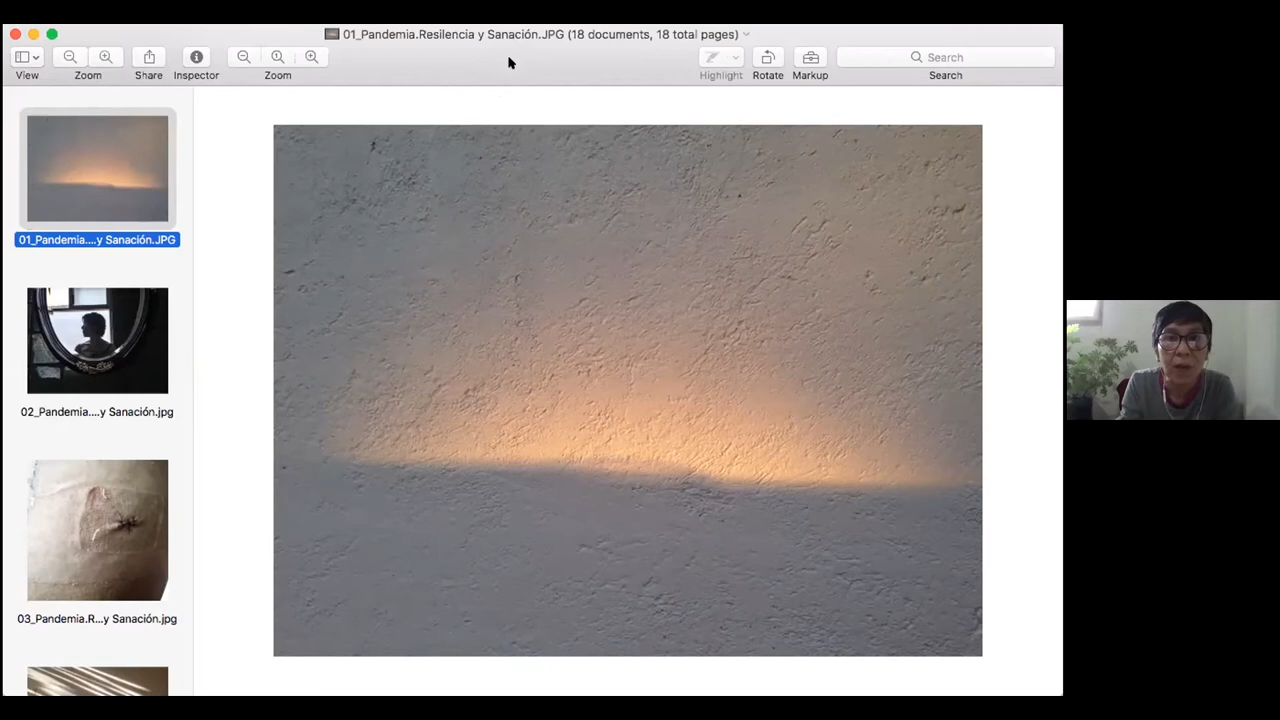 01_Pandemia.Resilencia y Sanación.JPG (18 documents, 18 total pages)
View
Zoom
Share
Inspector
Zoom
Highlight
Rotate
Markup
Search
Search
01_Pandemia....y Sanación.JPG
02_Pandemia....y Sanación.jpg
03_Pandemia.R...y Sanación.jpg